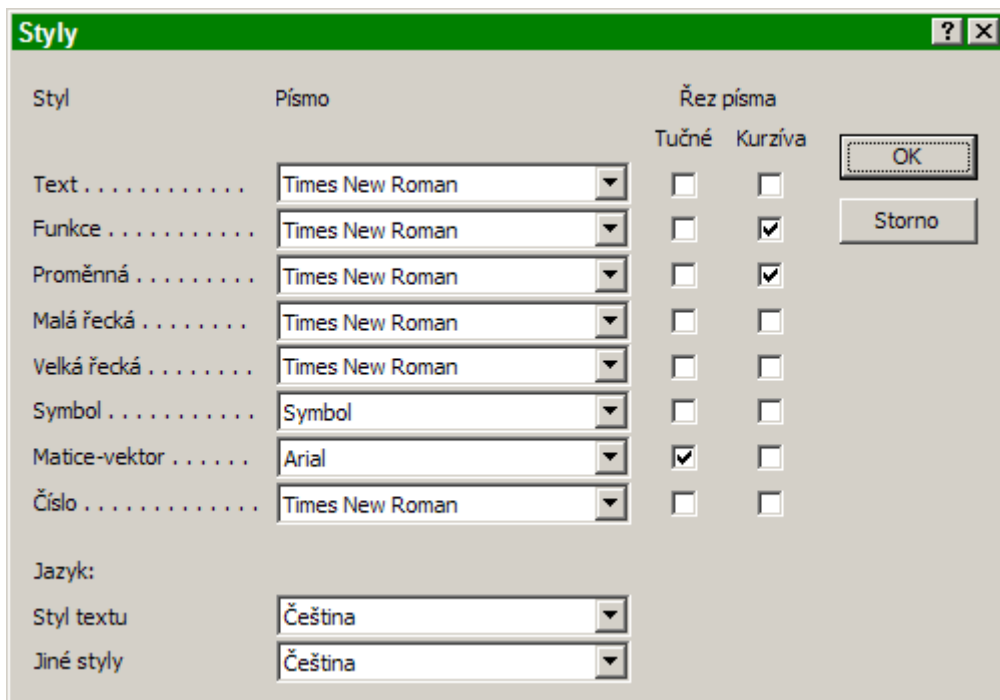 Styly
Styl Písmo Řez písma
Tučné Kurzíva
OK
Text . . . . . . . . . . . . Times New Roman
Storno
Funkce . . . . . . . . . . . Times New Roman
Proměnná . . . . . . . . . Times New Roman
Malá řecká . . . . . . . . Times New Roman
Velká řecká . . . . . . . . Times New Roman
Symbol . . . . . . . . . . . Symbol
Matice-vektor . . . . . . Arial
Číslo . . . . . . . . . . . . . Times New Roman
Jazyk:
Styl textu Čeština
Jiné styly Čeština